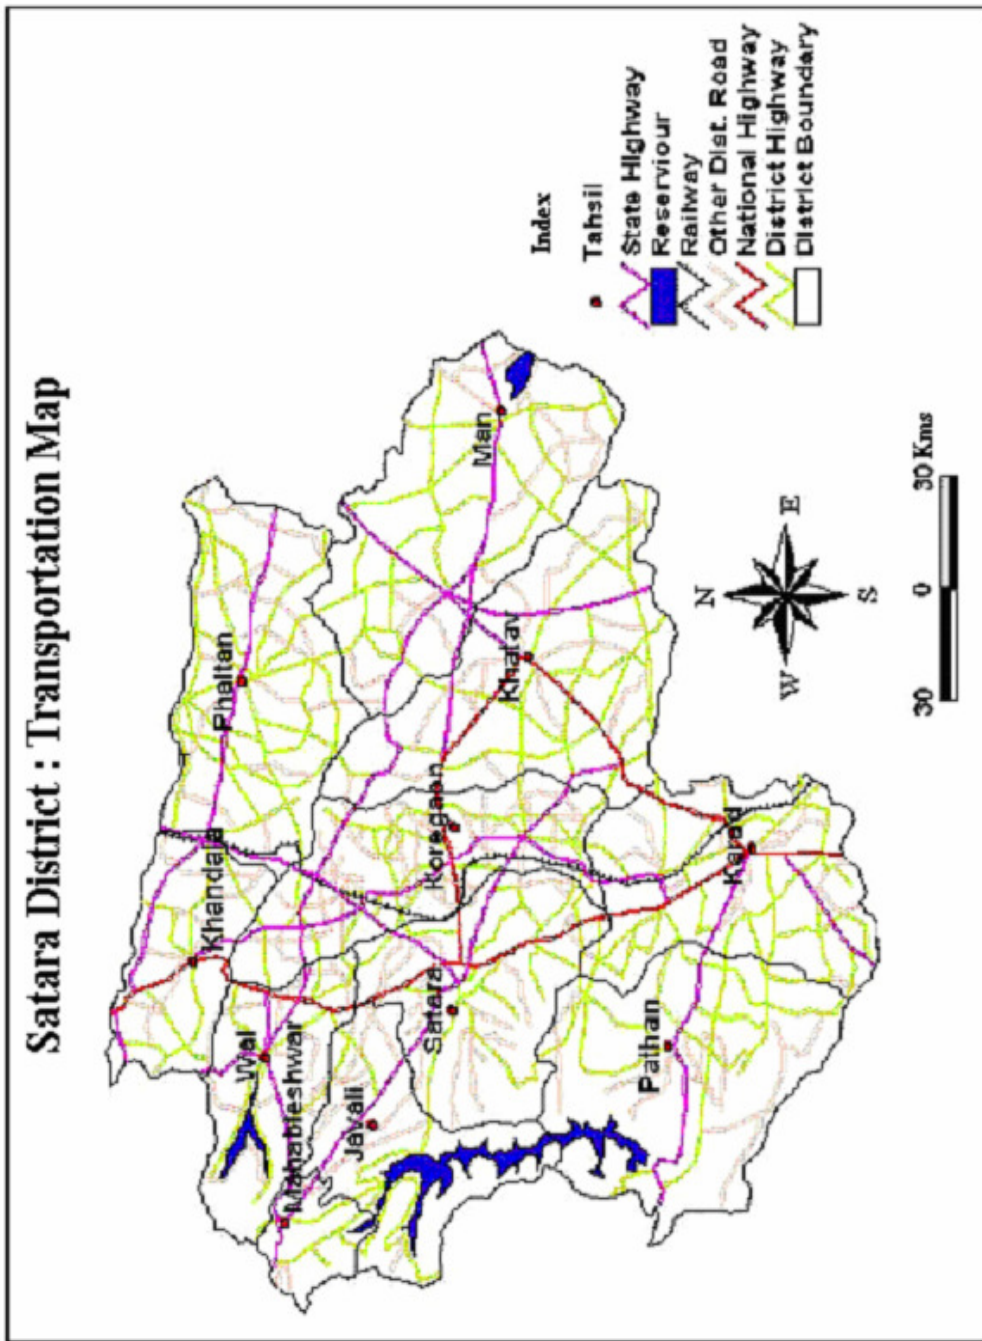 Satara District : Transportation Map
Khandala
Phaltan
Wai
Mahableshwar
Javali
Satara
Koregaon
Man
Khatav
Pathan
Karad
Index
Tahsil
State Highway
Reserviour
Railway
Other Dist. Road
National Highway
District Highway
District Boundary
N
W
E
S
30
0
30 Kms